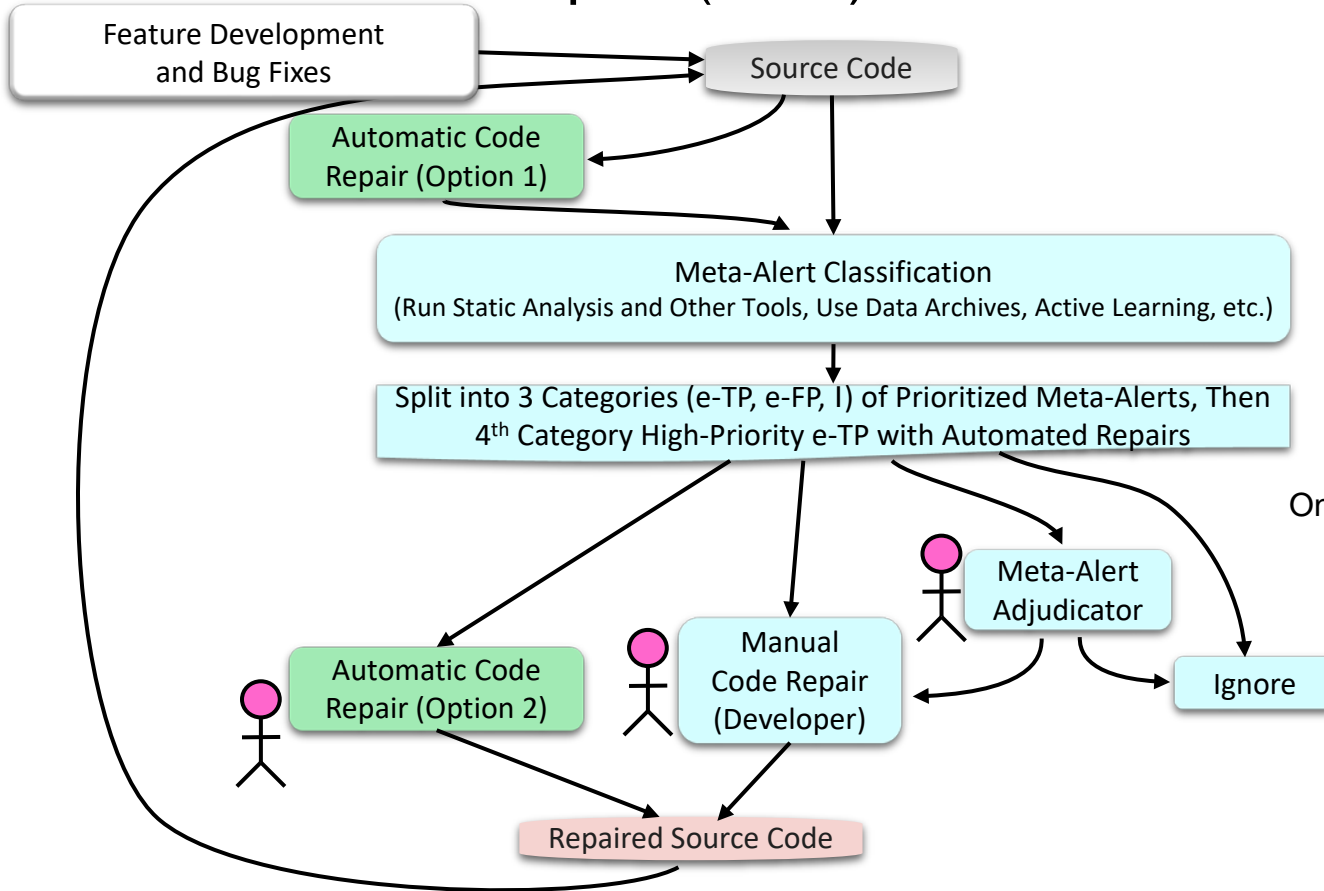 Feature Development
and Bug Fixes
Source Code
Automatic Code
Repair (Option 1)
Meta-Alert Classification
(Run Static Analysis and Other Tools, Use Data Archives, Active Learning, etc.)
Split into 3 Categories (e-TP, e-FP, I) of Prioritized Meta-Alerts, Then
4th Category High-Priority e-TP with Automated Repairs
Meta-Alert
Adjudicator
Manual
Code Repair
(Developer)
Automatic Code
Repair (Option 2)
Ignore
Repaired Source Code